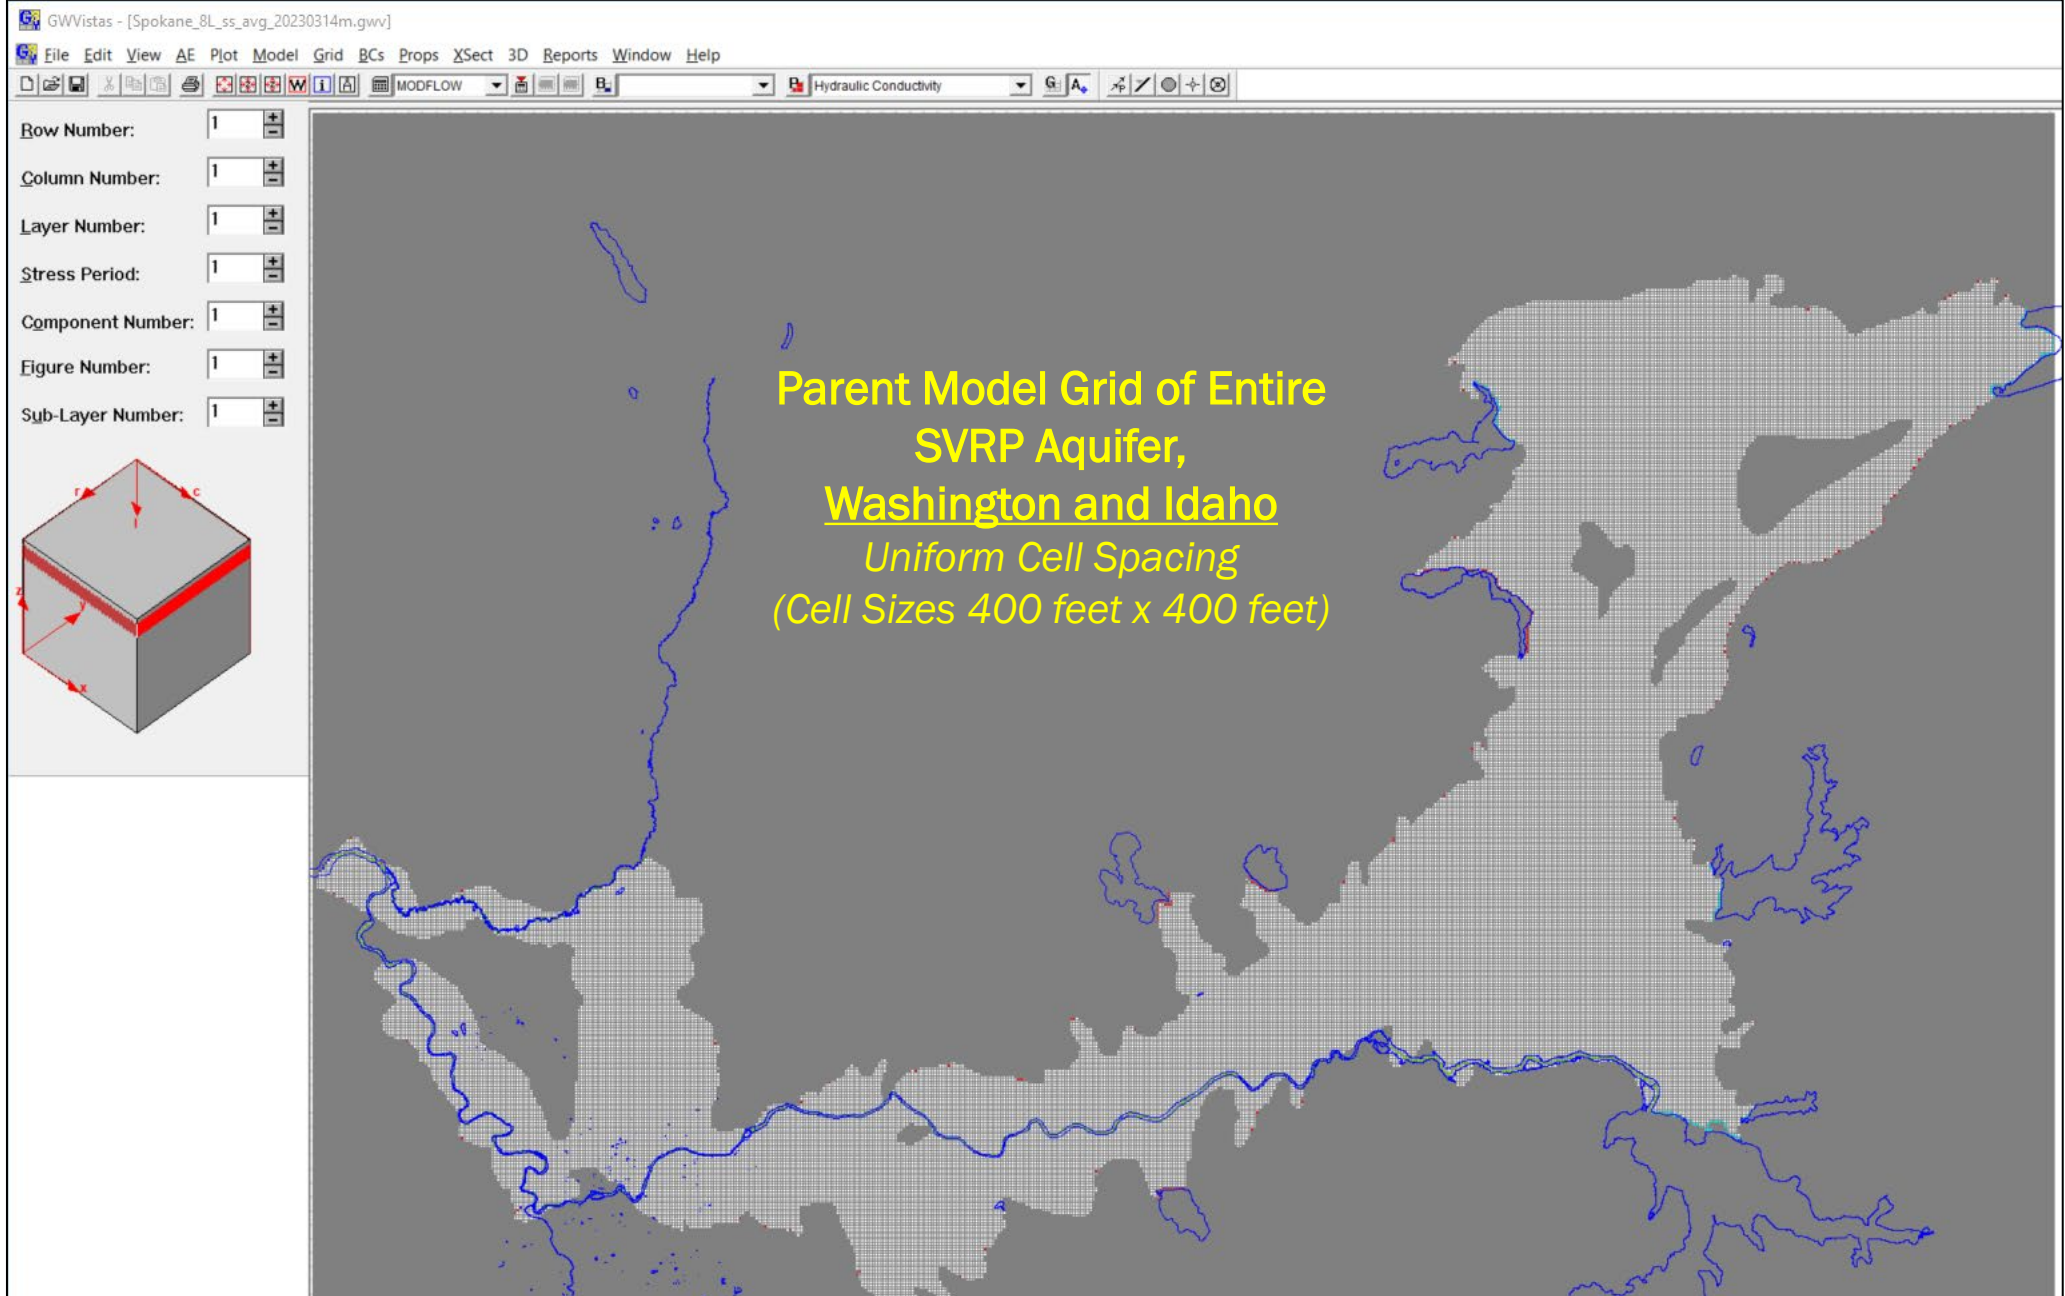 GWVistas - [Spokane_8L_ss_avg_20230314m.gwv]
File Edit View AE Plot Model Grid BCs Props XSect 3D Reports Window Help
MODFLOW Hydraulic Conductivity
Row Number: 1
Column Number: 1
Layer Number: 1
Stress Period: 1
Component Number: 1
Figure Number: 1
Sub-Layer Number: 1
r c
l
z y
x
Parent Model Grid of Entire
SVRP Aquifer,
Washington and Idaho
Uniform Cell Spacing
(Cell Sizes 400 feet x 400 feet)